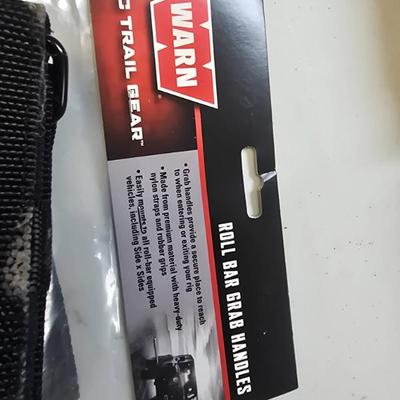 WARN
C TRAIL GEAR™
• Grab handles provide a secure place to reach
to when entering or exiting your rig
• Made from premium material with heavy-duty
nylon straps and rubber grips
• Easily mounts to all roll-bar equipped
vehicles, including Side x Sides
ROLL BAR GRAB HANDLES